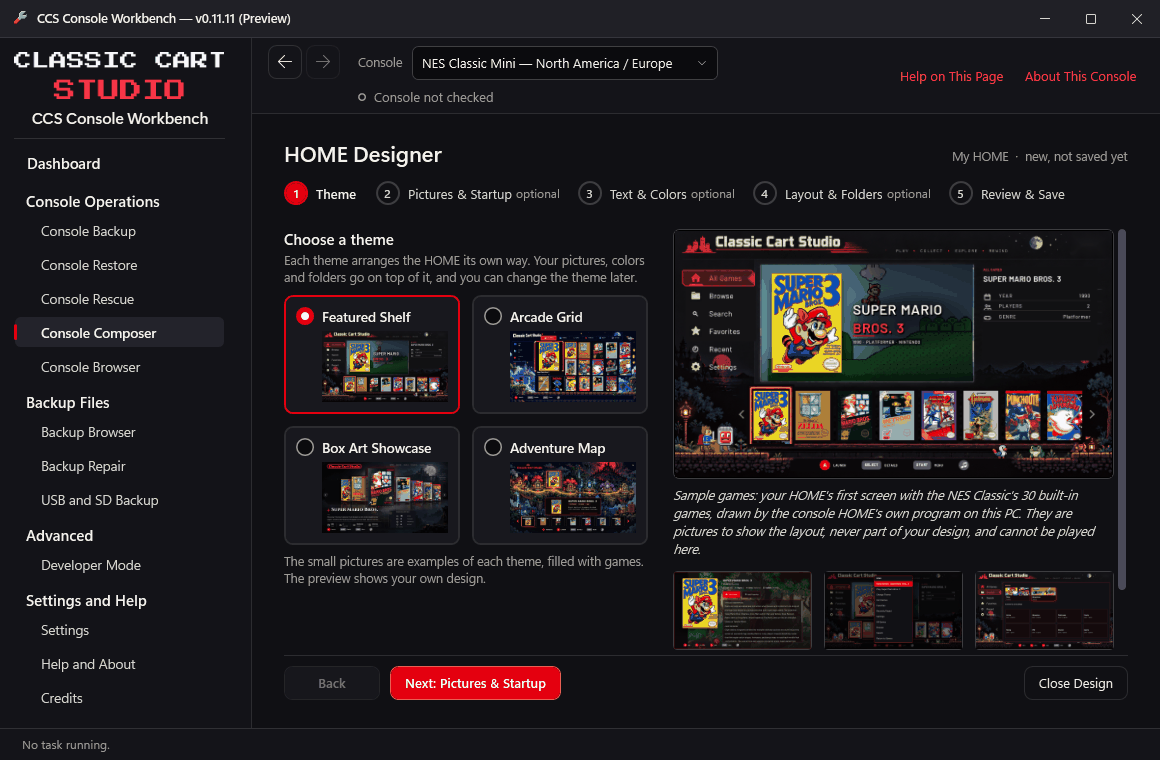 CCS Console Workbench — v0.11.11 (Preview)
CLASSIC CART
STUDIO
CCS Console Workbench
Dashboard
Console Operations
Console Backup
Console Restore
Console Rescue
Console Composer
Console Browser
Backup Files
Backup Browser
Backup Repair
USB and SD Backup
Advanced
Developer Mode
Settings and Help
Settings
Help and About
Credits
Console
NES Classic Mini — North America / Europe
Console not checked
Help on This Page
About This Console
HOME Designer
My HOME · new, not saved yet
1 Theme
2 Pictures & Startup optional
3 Text & Colors optional
4 Layout & Folders optional
5 Review & Save
Choose a theme
Each theme arranges the HOME its own way. Your pictures, colors
and folders go on top of it, and you can change the theme later.
Featured Shelf
Arcade Grid
Box Art Showcase
Adventure Map
The small pictures are examples of each theme, filled with games.
The preview shows your own design.
Classic Cart Studio
PLAY · COLLECT · EXPLORE · REWIND
All Games
Browse
Search
Favorites
Recent
Settings
SUPER MARIO
BROS. 3
SUPER MARIO BROS. 3
YEAR
PLAYERS 2
GENRE Platformer
Sample games: your HOME's first screen with the NES Classic's 30 built-in
games, drawn by the console HOME's own program on this PC. They are
pictures to show the layout, never part of your design, and cannot be played
here.
Back
Next: Pictures & Startup
Close Design
No task running.